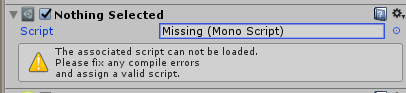 Nothing Selected
Script Missing (Mono Script)
The associated script can not be loaded.
Please fix any compile errors
and assign a valid script.